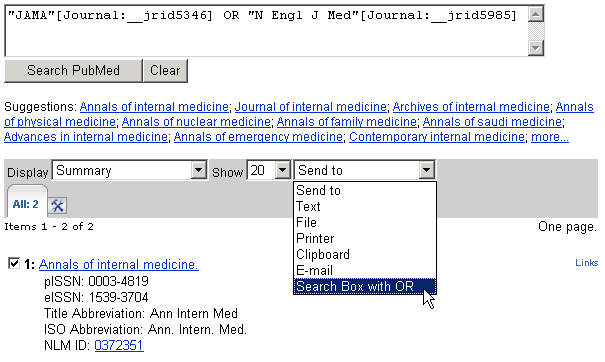 "JAMA"[Journal:__jrid5346] OR "N Engl J Med"[Journal:__jrid5985]
Search PubMed Clear
Suggestions: Annals of internal medicine; Journal of internal medicine; Archives of internal medicine; Annals
of physical medicine; Annals of nuclear medicine; Annals of family medicine; Annals of saudi medicine;
Advances in internal medicine; Annals of emergency medicine; Contemporary internal medicine; more...
Display Summary Show 20 Send to
Send to
Text
File
Printer
Clipboard
E-mail
Search Box with OR
All: 2
Items 1 - 2 of 2 One page.
1: Annals of internal medicine. Links
pISSN: 0003-4819
eISSN: 1539-3704
Title Abbreviation: Ann Intern Med
ISO Abbreviation: Ann. Intern. Med.
NLM ID: 0372351